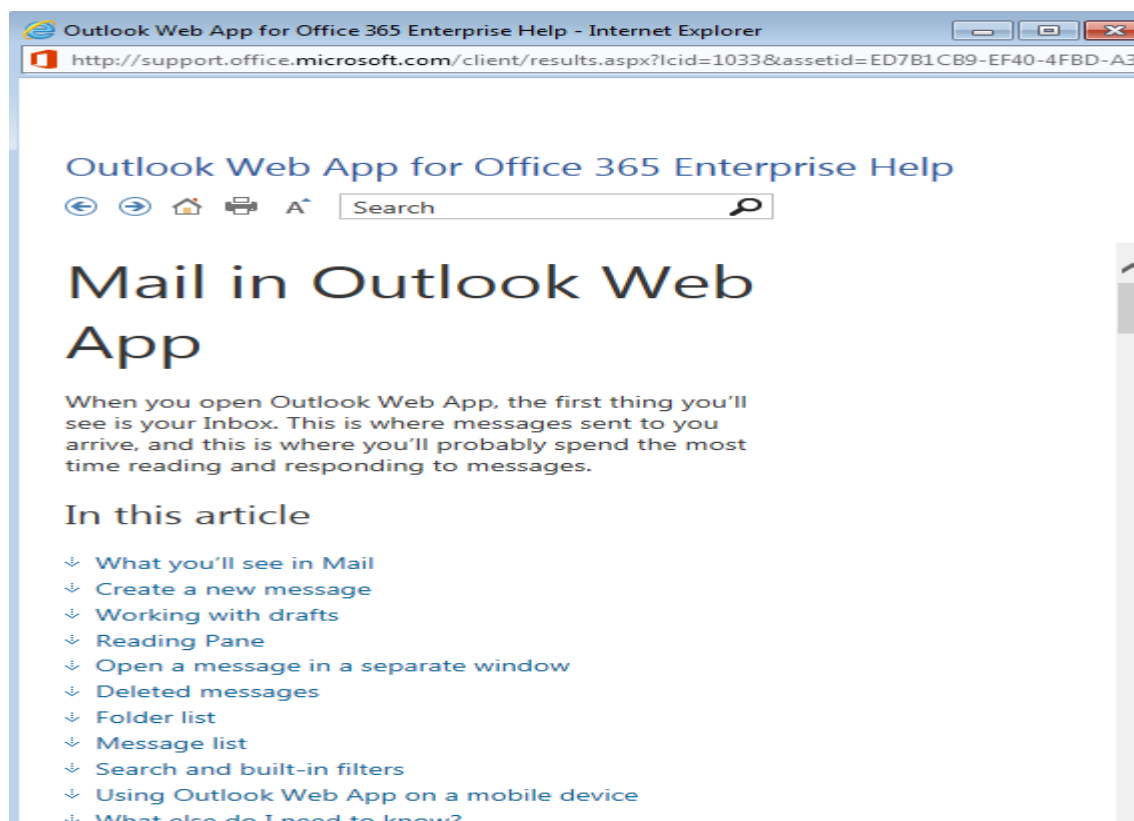 Outlook Web App for Office 365 Enterprise Help - Internet Explorer
http://support.office.microsoft.com/client/results.aspx?lcid=1033&assetid=ED7B1CB9-EF40-4FBD-A3
Outlook Web App for Office 365 Enterprise Help
A Search
Mail in Outlook Web
App
When you open Outlook Web App, the first thing you'll
see is your Inbox. This is where messages sent to you
arrive, and this is where you'll probably spend the most
time reading and responding to messages.
In this article
What you'll see in Mail
Create a new message
Working with drafts
Reading Pane
Open a message in a separate window
Deleted messages
Folder list
Message list
Search and built-in filters
Using Outlook Web App on a mobile device
What else do I need to know?